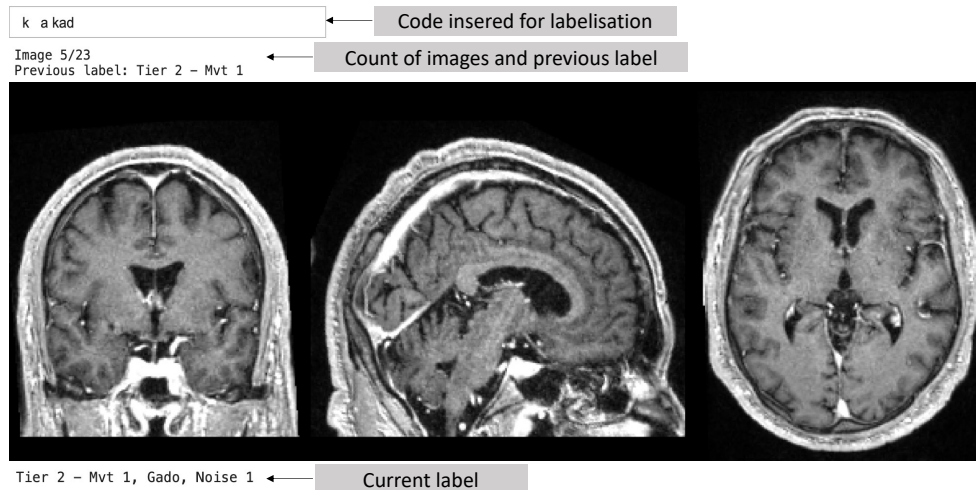 k a kad
Code insered for labelisation
Image 5/23
Previous label: Tier 2 – Mvt 1
Count of images and previous label
Tier 2 – Mvt 1, Gado, Noise 1
Current label